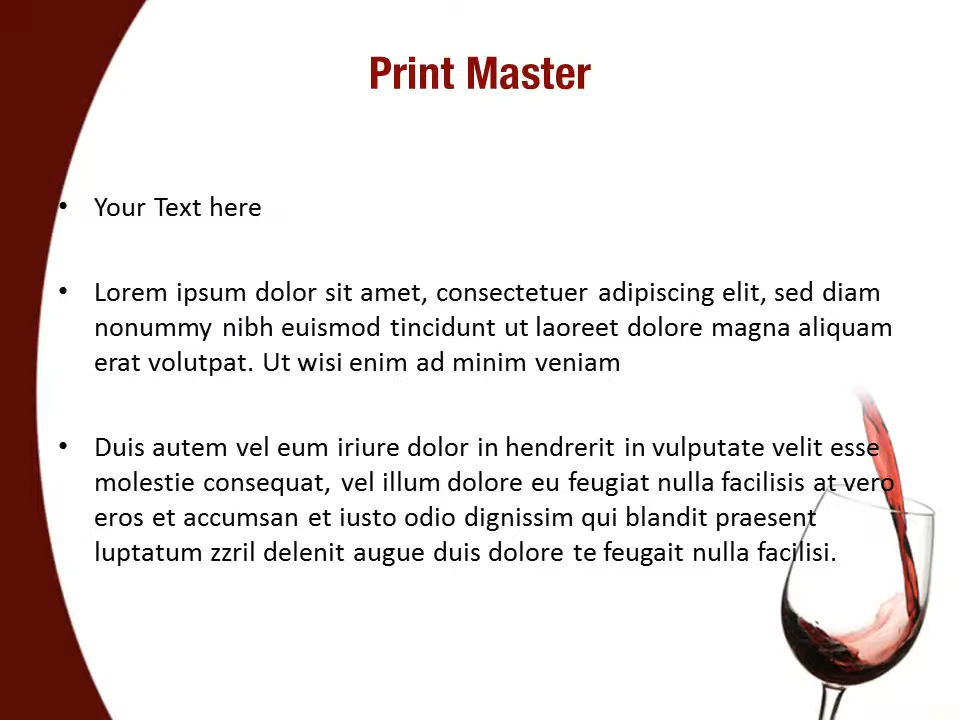 Print Master
• Your Text here
• Lorem ipsum dolor sit amet, consectetuer adipiscing elit, sed diam
nonummy nibh euismod tincidunt ut laoreet dolore magna aliquam
erat volutpat. Ut wisi enim ad minim veniam
• Duis autem vel eum iriure dolor in hendrerit in vulputate velit esse
molestie consequat, vel illum dolore eu feugiat nulla facilisis at vero
eros et accumsan et iusto odio dignissim qui blandit praesent
luptatum zzril delenit augue duis dolore te feugait nulla facilisi.